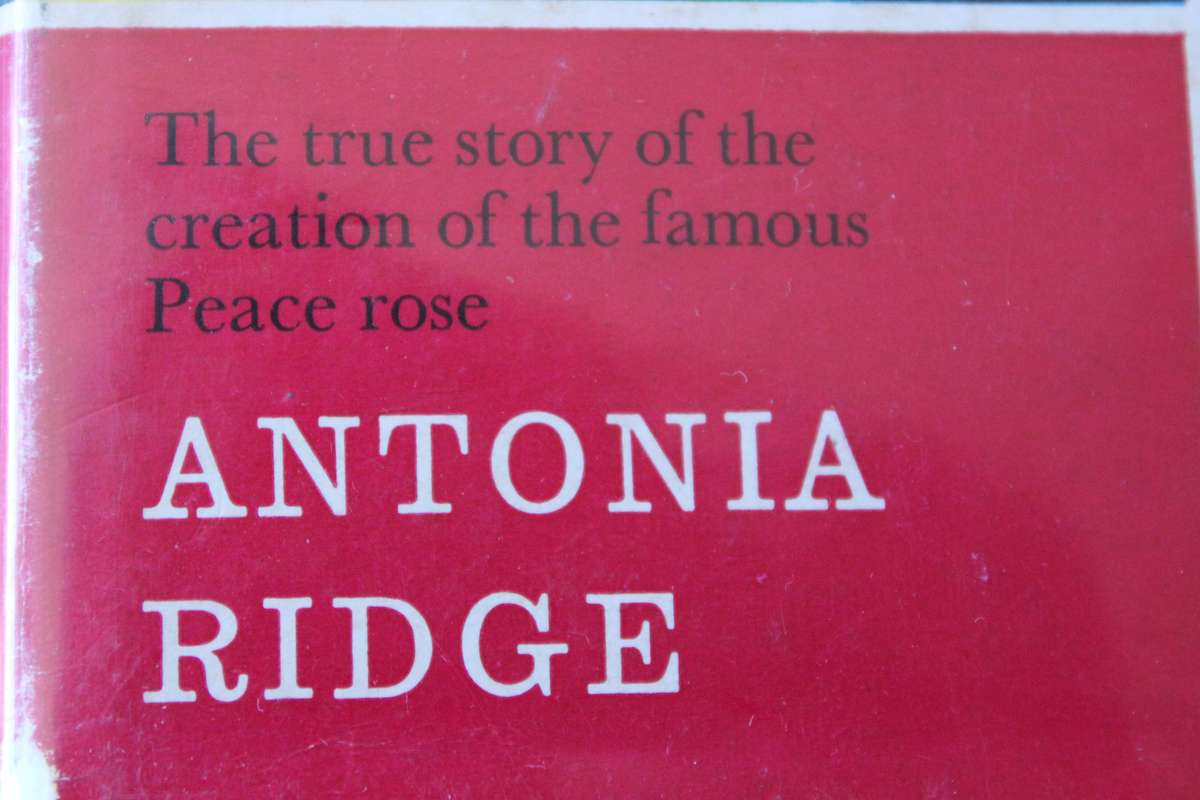 The true story of the
creation of the famous
Peace rose
ANTONIA
RIDGE